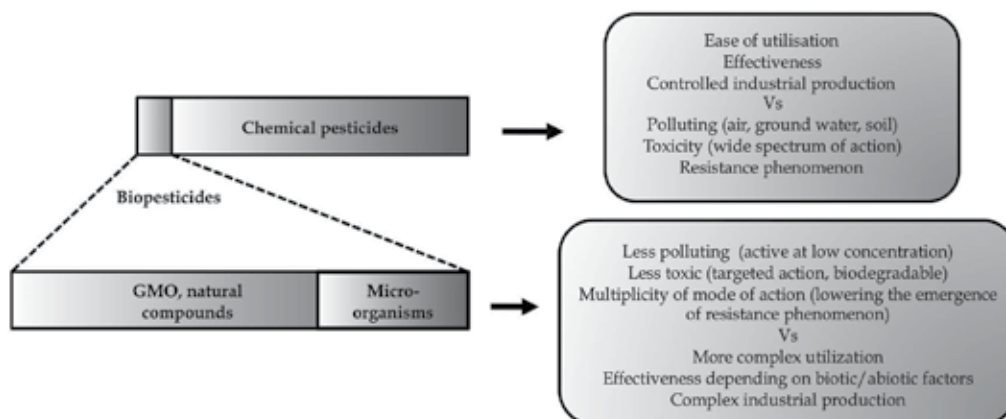 Ease of utilisation
Effectiveness
Controlled industrial production
Vs
Polluting (air, ground water, soil)
Toxicity (wide spectrum of action)
Resistance phenomenon
Chemical pesticides
Biopesticides
GMO, natural
compounds
Micro-
organisms
Less polluting (active at low concentration)
Less toxic (targeted action, biodegradable)
Multiplicity of mode of action (lowering the emergence
of resistance phenomenon)
Vs
More complex utilization
Effectiveness depending on biotic/abiotic factors
Complex industrial production